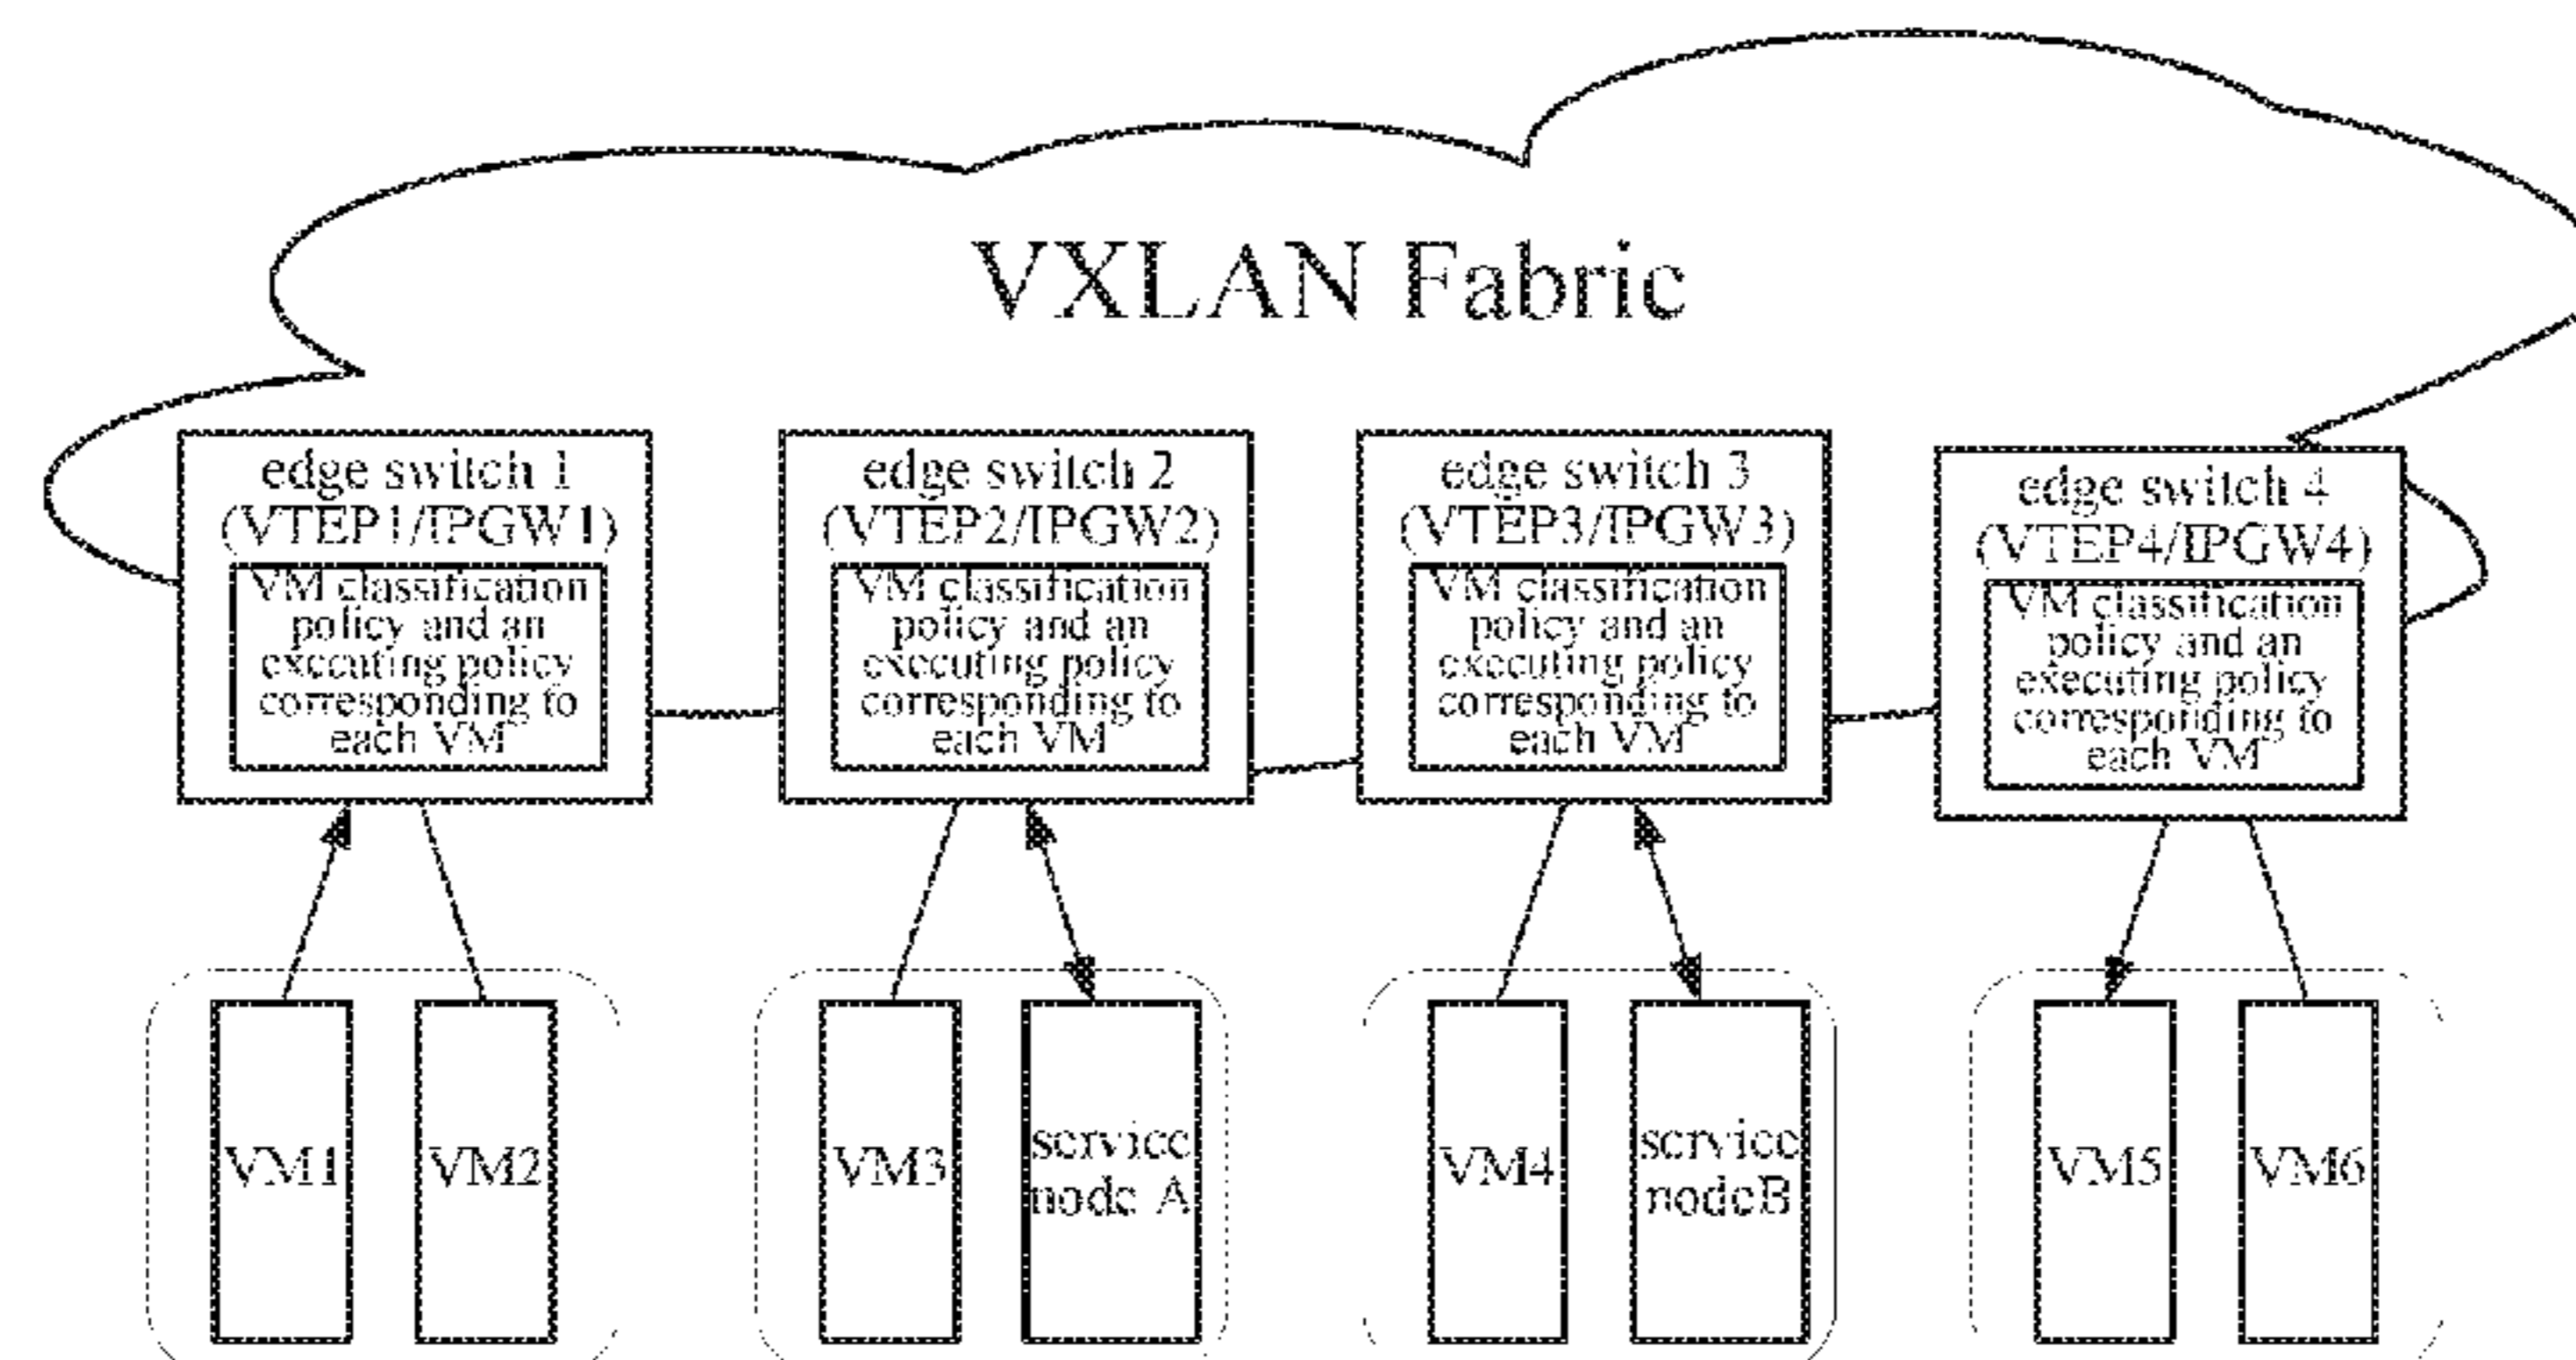 VXLAN Fabric
edge switch 1
(VTEP1/IPGW1)
VM classification
policy and an
executing policy
corresponding to
each VM
edge switch 2
(VTEP2/IPGW2)
VM classification
policy and an
executing policy
corresponding to
each VM
edge switch 3
(VTEP3/IPGW3)
VM classification
policy and an
executing policy
corresponding to
each VM
edge switch 4
(VTEP4/IPGW4)
VM classification
policy and an
executing policy
corresponding to
each VM
VM1
VM2
VM3
service
node A
VM4
service
nodeB
VM5
VM6